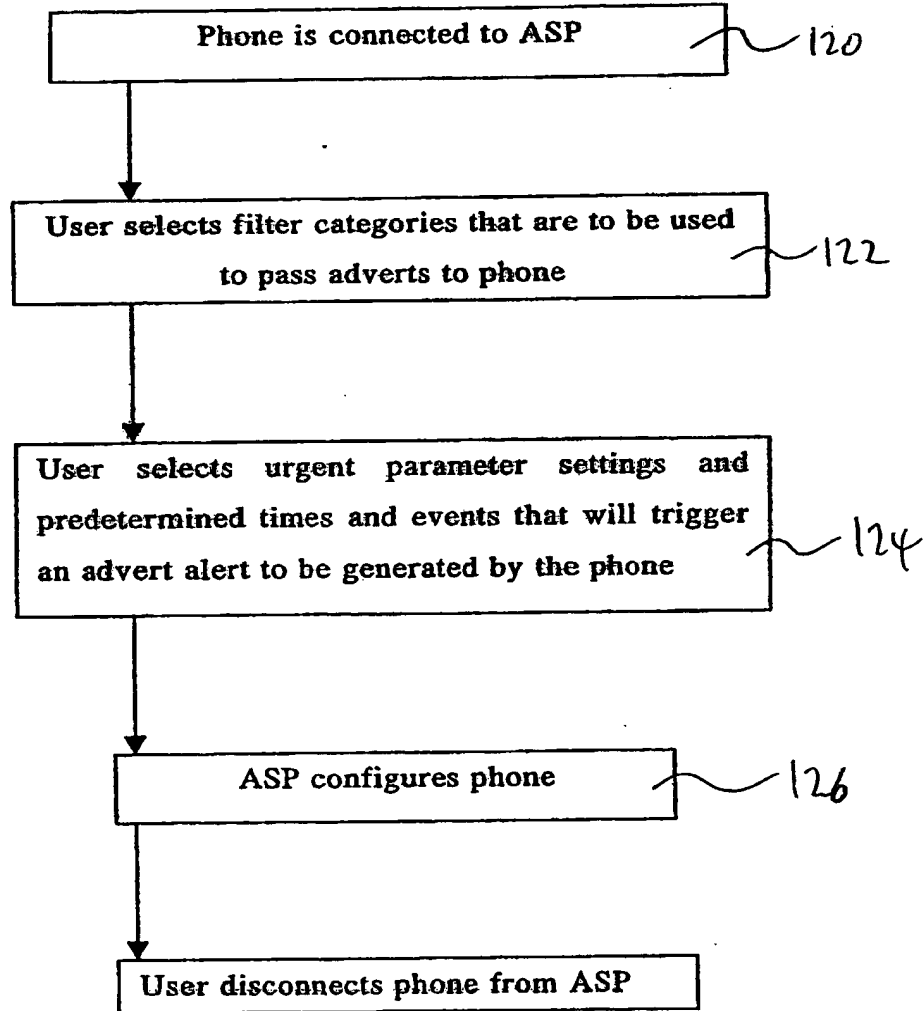 Phone is connected to ASP
120
User selects filter categories that are to be used
to pass adverts to phone
122
User selects urgent parameter settings and
predetermined times and events that will trigger
an advert alert to be generated by the phone
124
ASP configures phone
126
User disconnects phone from ASP